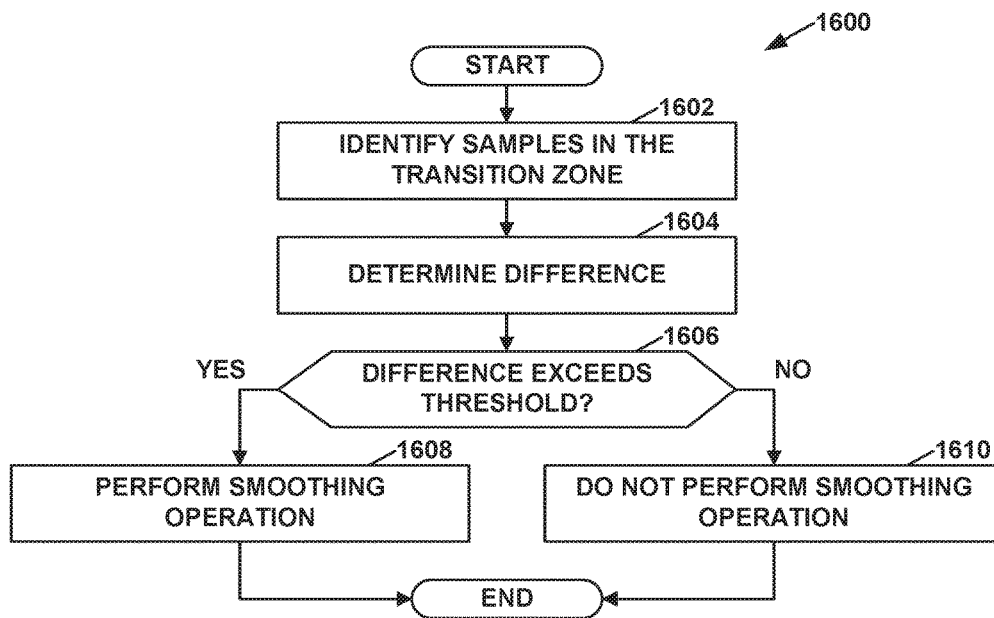 1600
START
1602
IDENTIFY SAMPLES IN THE
TRANSITION ZONE
1604
DETERMINE DIFFERENCE
1606
YES
DIFFERENCE EXCEEDS
THRESHOLD?
NO
1608
PERFORM SMOOTHING
OPERATION
1610
DO NOT PERFORM SMOOTHING
OPERATION
END